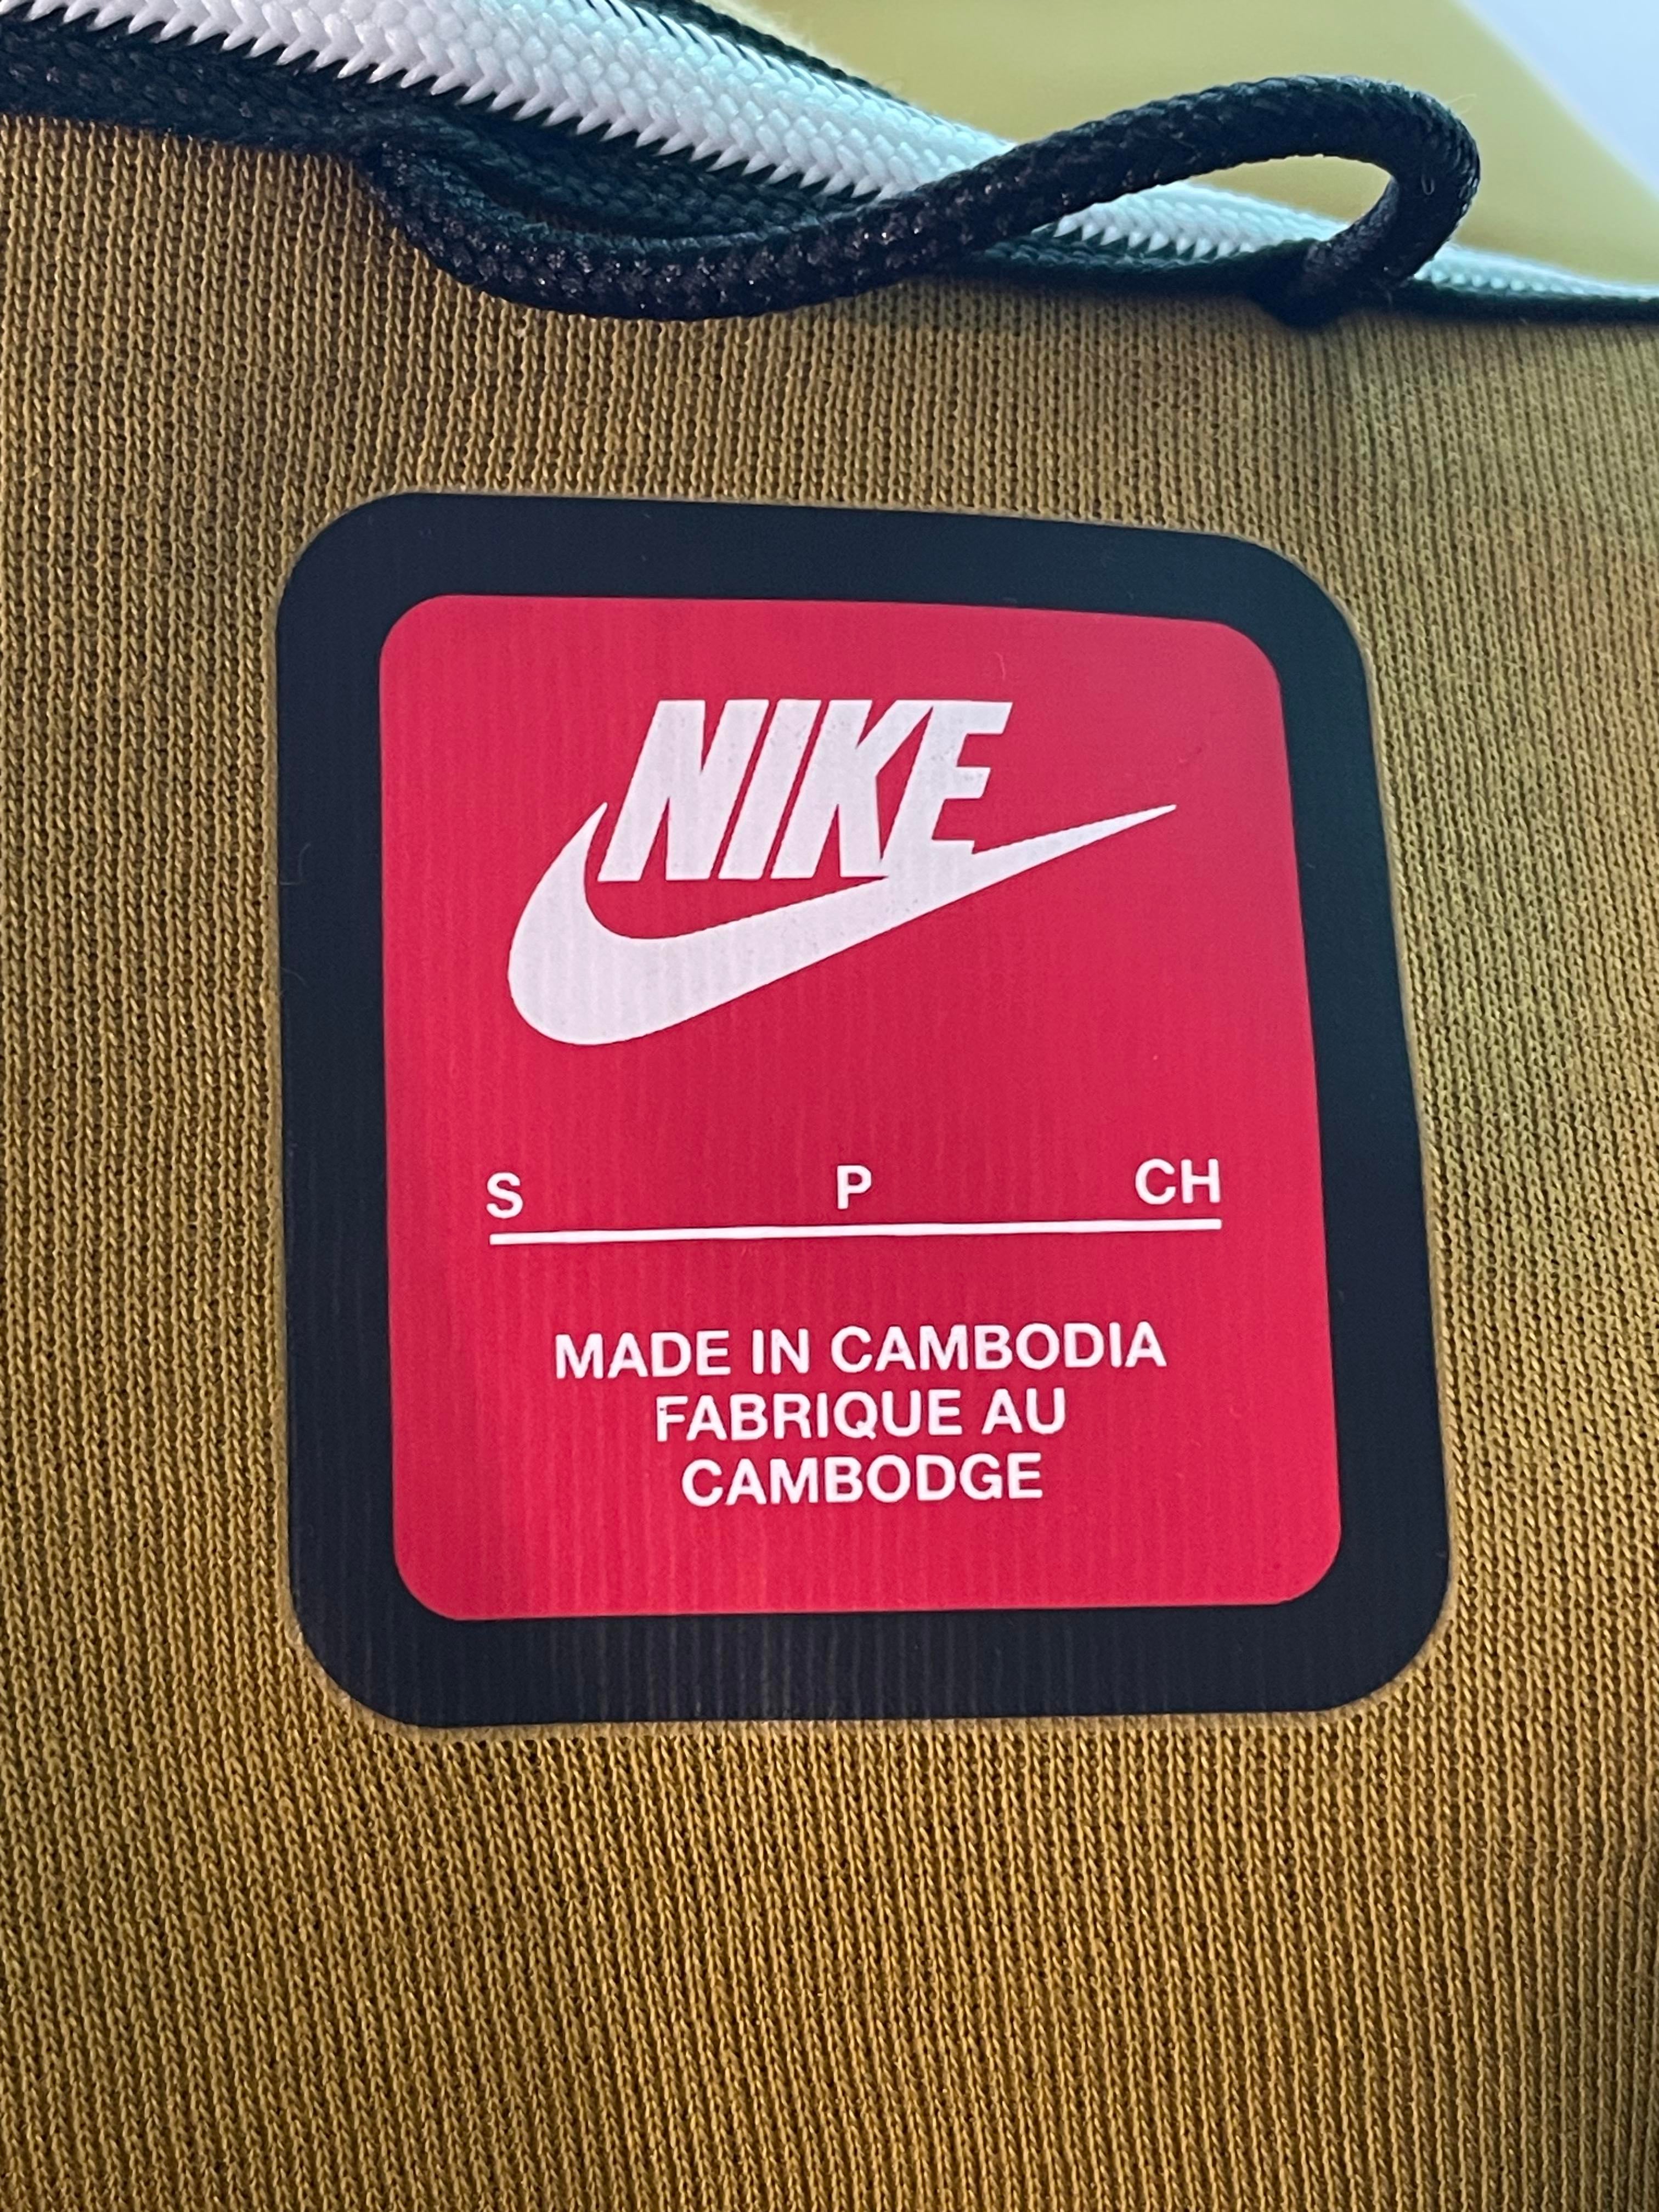 NIKE
S P CH
MADE IN CAMBODIA
FABRIQUE AU
CAMBODGE